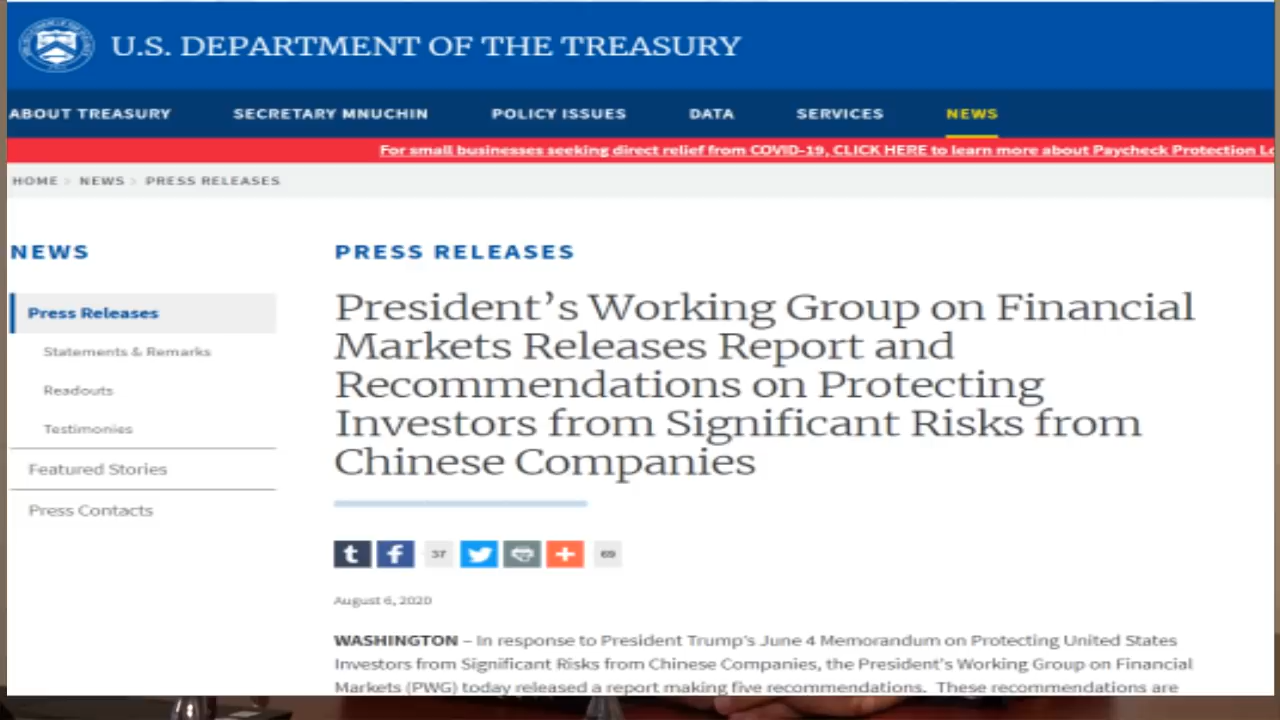 U.S. DEPARTMENT OF THE TREASURY
ABOUT TREASURY SECRETARY MNUCHIN POLICY ISSUES DATA SERVICES NEWS
For small businesses seeking direct relief from COVID-19, CLICK HERE to learn more about Paycheck Protection Lo
HOME > NEWS > PRESS RELEASES
NEWS
Press Releases
Statements & Remarks
Readouts
Testimonies
Featured Stories
Press Contacts
PRESS RELEASES
President's Working Group on Financial
Markets Releases Report and
Recommendations on Protecting
Investors from Significant Risks from
Chinese Companies
t f 37 69
August 6, 2020
WASHINGTON – In response to President Trump's June 4 Memorandum on Protecting United States
Investors from Significant Risks from Chinese Companies, the President's Working Group on Financial
Markets (PWG) today released a report making five recommendations. These recommendations are